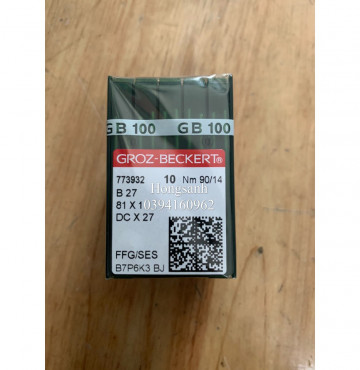 GB 100 GB 100
GROZ-BECKERT®
773932 10 Nm 90/14
B 27
81 X 1
DC X 27
FFG/SES
B7P6K3 BJ
Hongsanh
0394160962